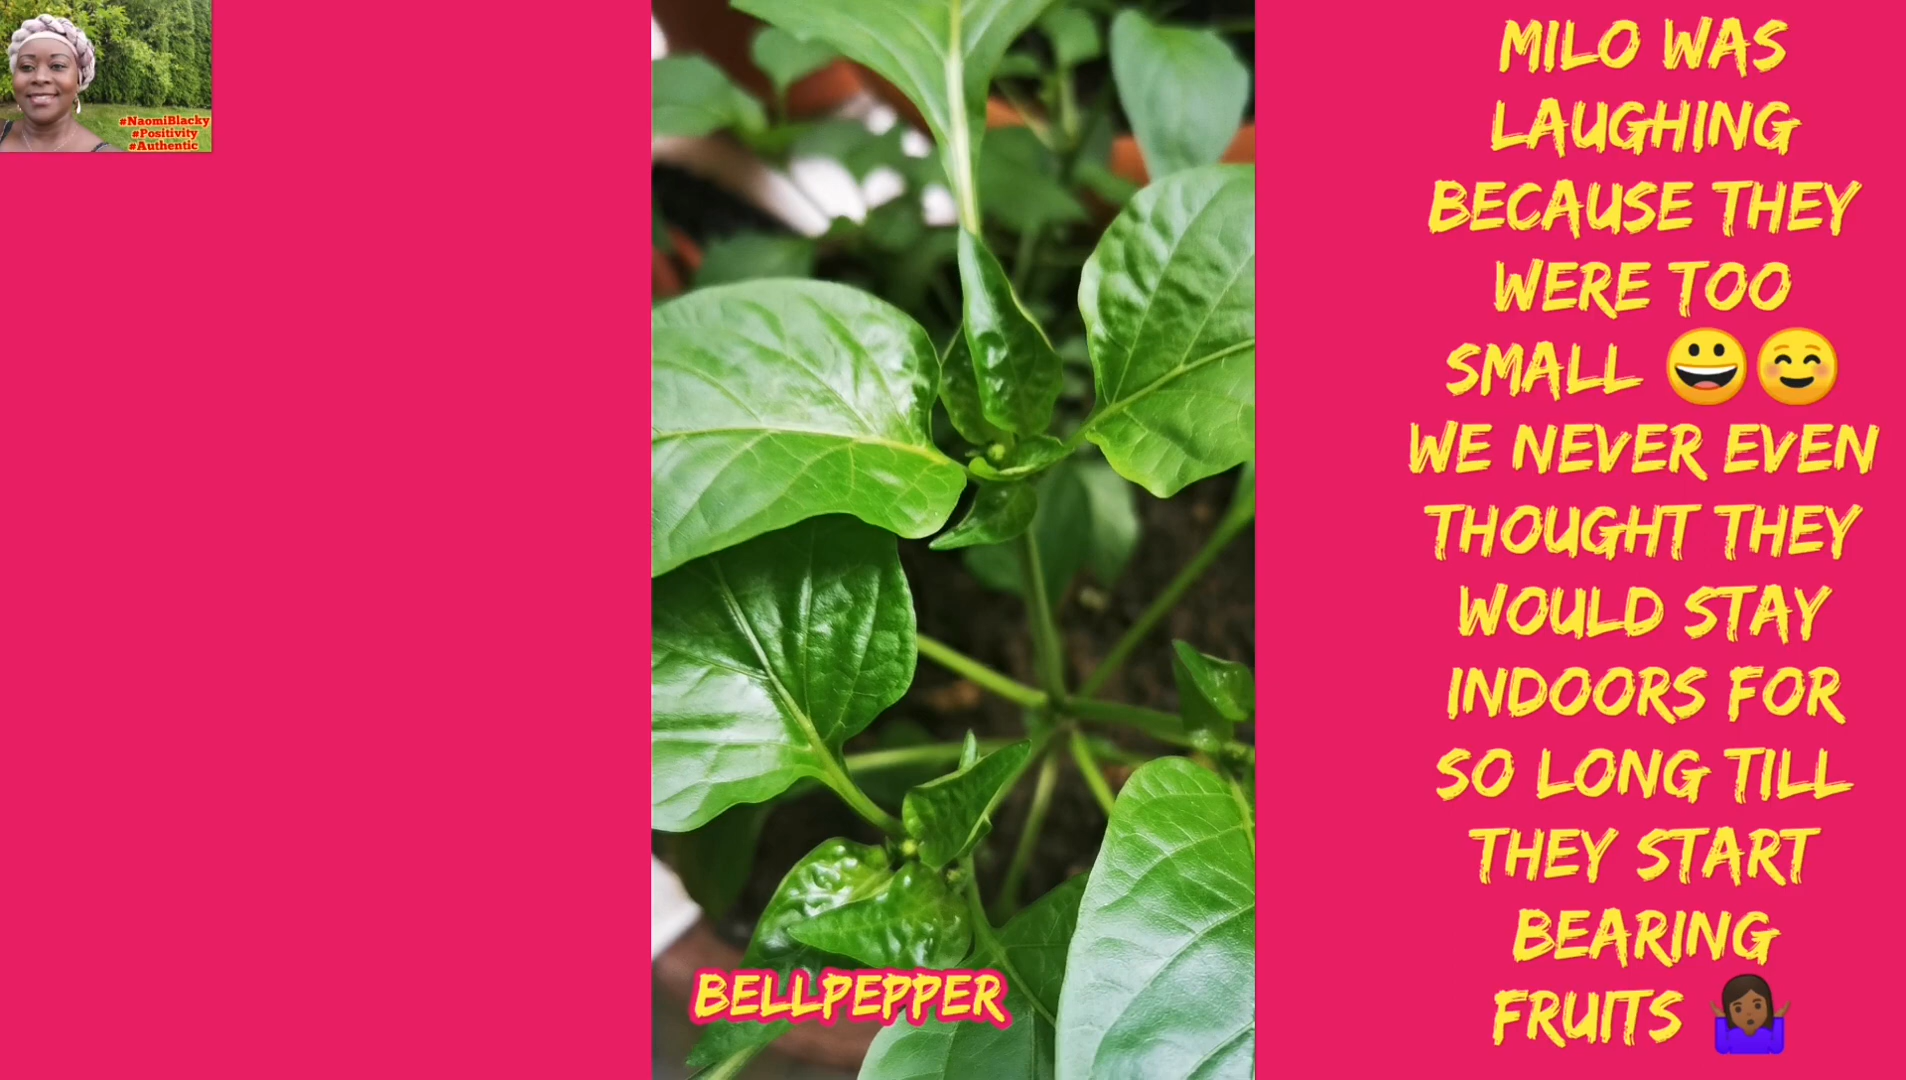 #NaomiBlacky
#Positivity
#Authentic
MILO WAS
LAUGHING
BECAUSE THEY
WERE TOO
SMALL 😀☺️
WE NEVER EVEN
THOUGHT THEY
WOULD STAY
INDOORS FOR
SO LONG TILL
THEY START
BEARING
FRUITS 🤷🏾‍♀️
BELLPEPPER